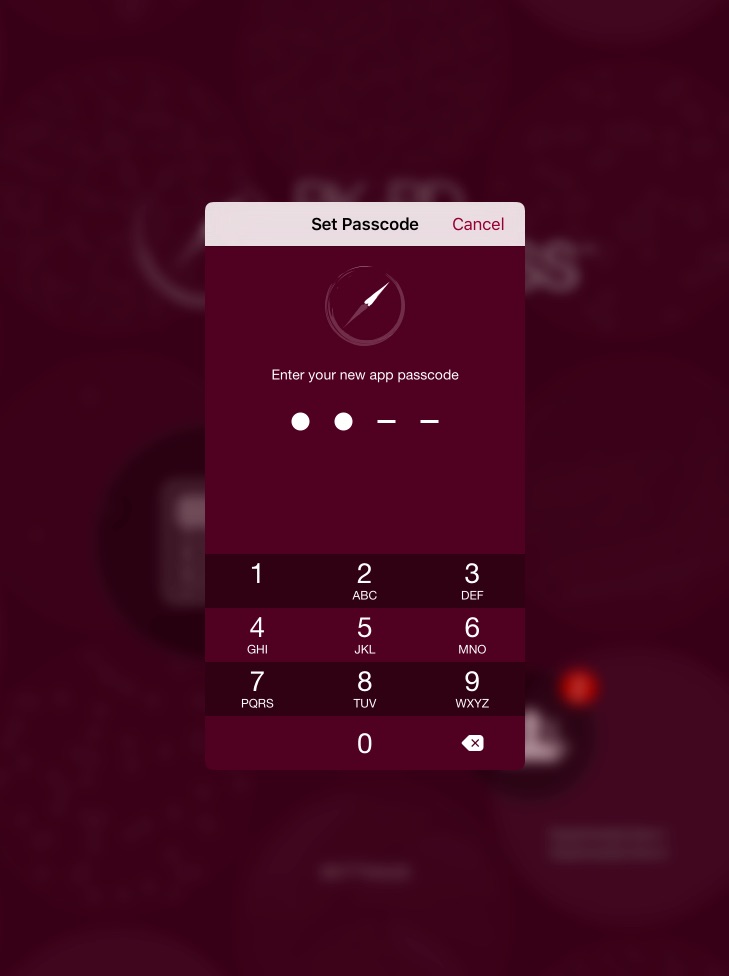 Set Passcode
Cancel
Enter your new app passcode
1 2 3
ABC DEF
4 5 6
GHI JKL MNO
7 8 9
PQRS TUV WXYZ
0